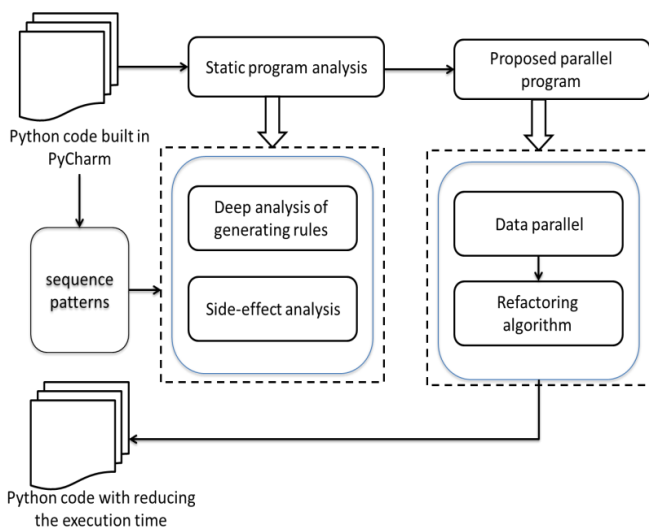 Static program analysis
Proposed parallel
program
Python code built in
PyCharm
sequence
patterns
Deep analysis of
generating rules
Side-effect analysis
Data parallel
Refactoring
algorithm
Python code with reducing
the execution time